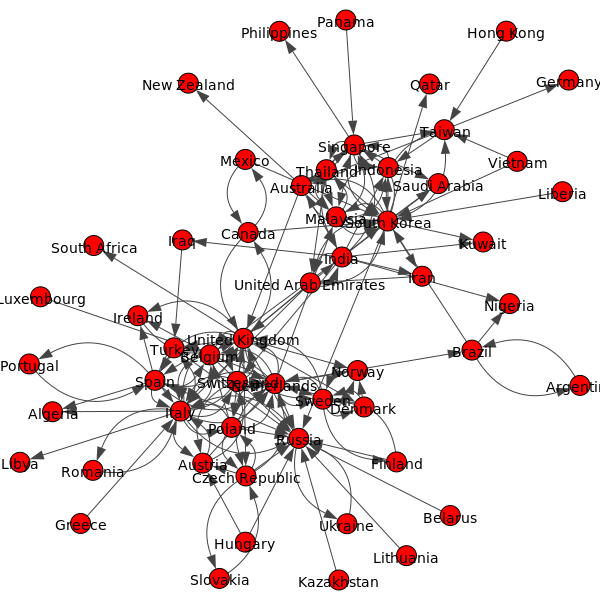 Panama
Philippines
Hong Kong
New Zealand
Qatar
Germany
Taiwan
Singapore
Mexico
Thailand
Indonesia
Vietnam
Australia
Saudi Arabia
Liberia
Malaysia
South Korea
Canada
South Africa
Iraq
Kuwait
India
Iran
United Arab Emirates
Luxembourg
Nigeria
Ireland
United Kingdom
Turkey
Belgium
Brazil
Portugal
Norway
Spain
Switzerland
Netherlands
Argentin
Sweden
Denmark
Algeria
Italy
Poland
Russia
Libya
Romania
Austria
Finland
Czech Republic
Greece
Ukraine
Belarus
Hungary
Lithuania
Slovakia
Kazakhstan